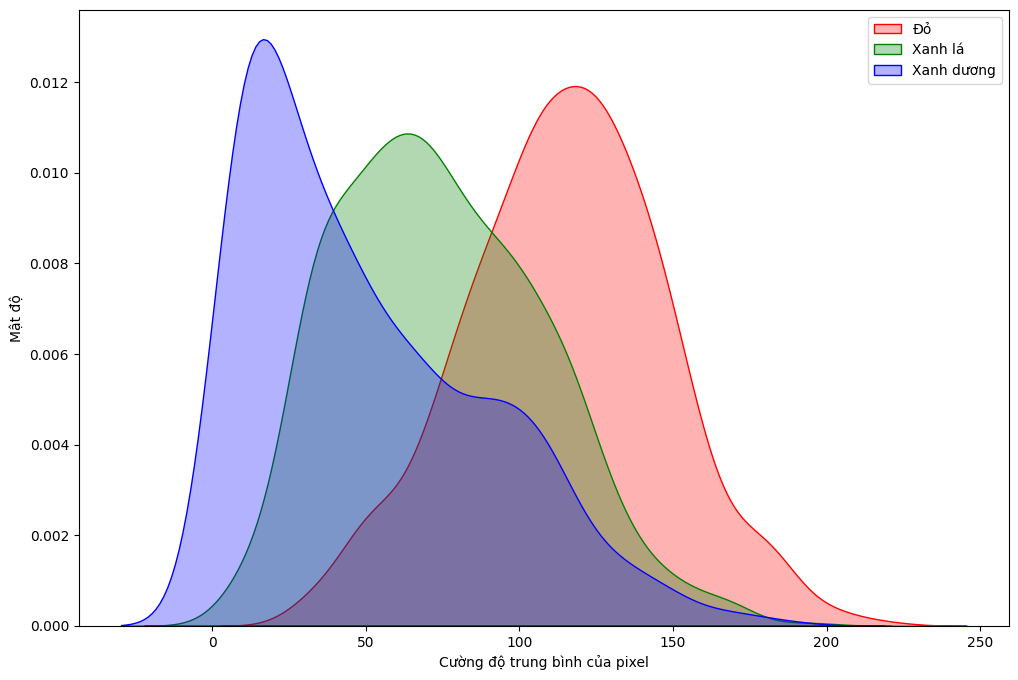 Đỏ
Xanh lá
Xanh dương
Mật độ
0.012
0.010
0.008
0.006
0.004
0.002
0.000
0 50 100 150 200 250
Cường độ trung bình của pixel